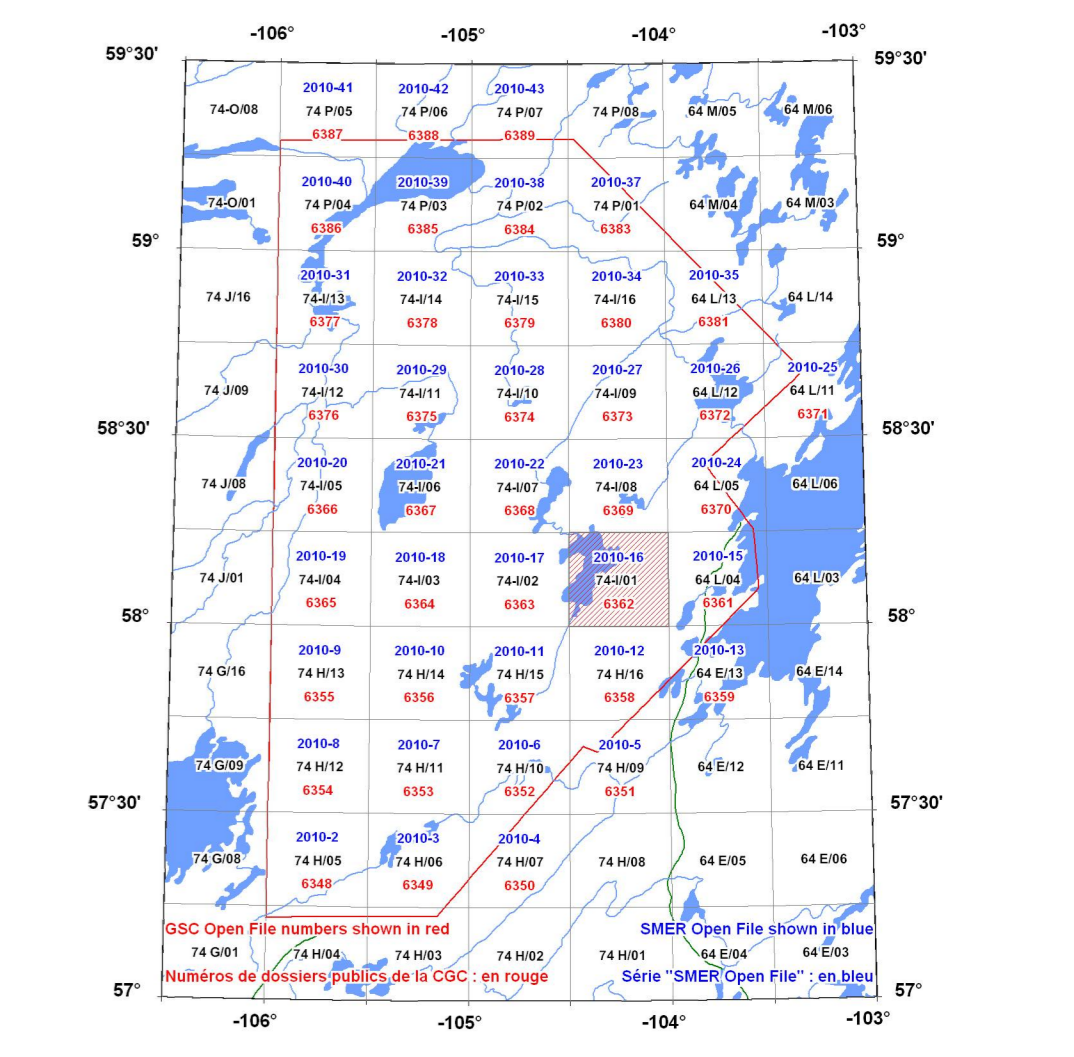 -106° -105° -104° -103°
59°30' 59°30'
2010-41 2010-42 2010-43
74-O/08 74 P/05 74 P/06 74 P/07 74 P/08 64 M/05 64 M/06
6387 6388 6389
2010-40 2010-39 2010-38 2010-37
74-O/01 74 P/04 74 P/03 74 P/02 74 P/01 64 M/04 64 M/03
6386 6385 6384 6383
59° 59°
2010-31 2010-32 2010-33 2010-34 2010-35
74 J/16 74-I/13 74-I/14 74-I/15 74-I/16 64 L/13 64 L/14
6377 6378 6379 6380 6381
2010-30 2010-29 2010-28 2010-27 2010-26 2010-25
74 J/09 74-I/12 74-I/11 74-I/10 74-I/09 64 L/12 64 L/11
6376 6375 6374 6373 6372 6371
58°30' 58°30'
2010-20 2010-21 2010-22 2010-23 2010-24
74 J/08 74-I/05 74-I/06 74-I/07 74-I/08 64 L/05 64 L/06
6366 6367 6368 6369 6370
2010-19 2010-18 2010-17 2010-16 2010-15
74 J/01 74-I/04 74-I/03 74-I/02 74-I/01 64 L/04 64 L/03
6365 6364 6363 6362 6361
58° 58°
2010-9 2010-10 2010-11 2010-12 2010-13
74 G/16 74 H/13 74 H/14 74 H/15 74 H/16 64 E/13 64 E/14
6355 6356 6357 6358 6359
2010-8 2010-7 2010-6 2010-5
74 G/09 74 H/12 74 H/11 74 H/10 74 H/09 64 E/12 64 E/11
6354 6353 6352 6351
57°30' 57°30'
2010-2 2010-3 2010-4
74 G/08 74 H/05 74 H/06 74 H/07 74 H/08 64 E/05 64 E/06
6348 6349 6350
GSC Open File numbers shown in red SMER Open File shown in blue
74 G/01 74 H/04 74 H/03 74 H/02 74 H/01 64 E/04 64 E/03
Numéros de dossiers publics de la CGC : en rouge Série "SMER Open File" : en bleu
57° 57°
-106° -105° -104° -103°